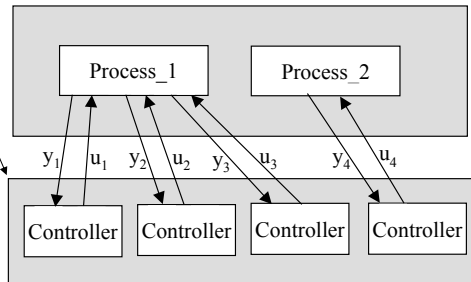 Process_1 Process_2
y1 u1 y2 u2 y3 u3 y4 u4
Controller Controller Controller Controller